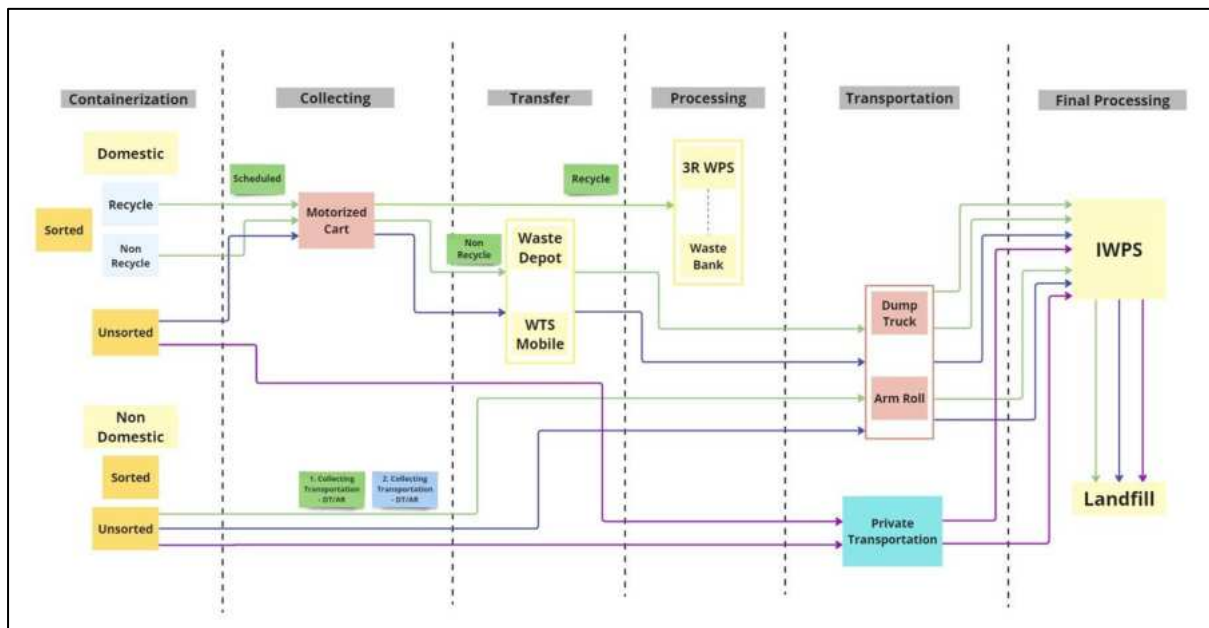 Containerization
Collecting
Transfer
Processing
Transportation
Final Processing
Domestic
Scheduled
Recycle
3R WPS
Recycle
Motorized
Cart
Sorted
Non
Recycle
Non
Recycle
Waste
Depot
Waste
Bank
IWPS
Unsorted
WTS
Mobile
Dump
Truck
Arm Roll
Non
Domestic
Sorted
1. Collecting
Transportation
- DT/AR
2. Collecting
Transportation
- DT/AR
Landfill
Unsorted
Private
Transportation